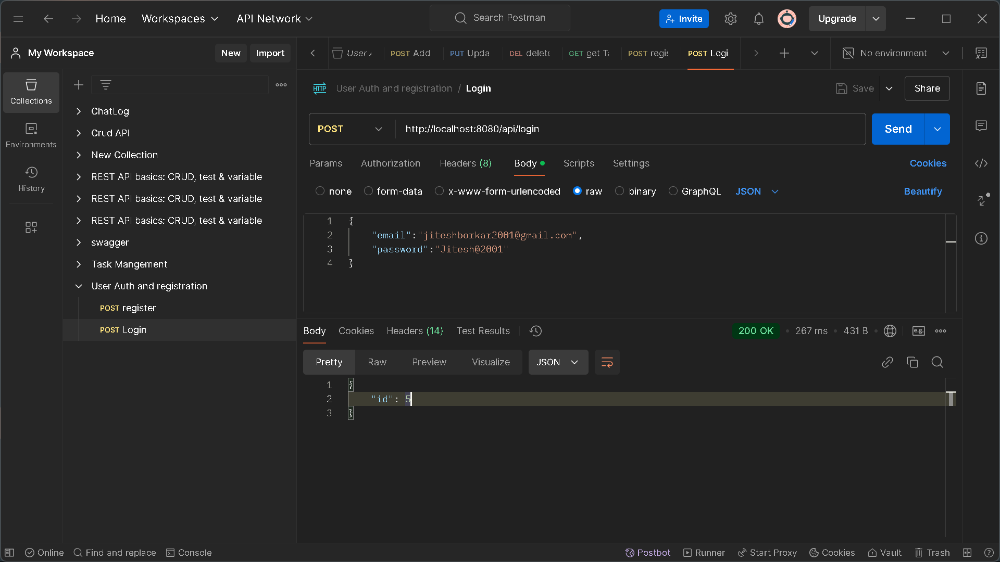 Home
Workspaces
API Network
Search Postman
Invite
Upgrade
My Workspace
New
Import
User
POST Add
PUT Upda
DEL delete
GET get Ta
POST regis
POST Logi
No environment
Collections
Environments
History
ChatLog
Crud API
New Collection
REST API basics: CRUD, test & variable
REST API basics: CRUD, test & variable
REST API basics: CRUD, test & variable
swagger
Task Mangement
User Auth and registration
POST register
POST Login
HTTP
User Auth and registration / Login
Save
Share
POST
http://localhost:8080/api/login
Send
Params
Authorization
Headers (8)
Body
Scripts
Settings
Cookies
none
form-data
x-www-form-urlencoded
raw
binary
GraphQL
JSON
Beautify
1 {
2 "email":"jiteshborkar2001@gmail.com",
3 "password":"Jitesh@2001"
4 }
Body
Cookies
Headers (14)
Test Results
200 OK
267 ms
431 B
e.g.
Pretty
Raw
Preview
Visualize
JSON
1 {
2 "id": 5
3 }
Online
Find and replace
Console
Postbot
Runner
Start Proxy
Cookies
Vault
Trash